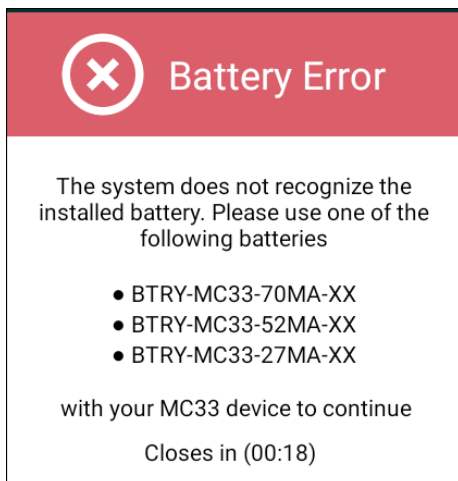 Battery Error
The system does not recognize the
installed battery. Please use one of the
following batteries
● BTRY-MC33-70MA-XX
● BTRY-MC33-52MA-XX
● BTRY-MC33-27MA-XX
with your MC33 device to continue
Closes in (00:18)